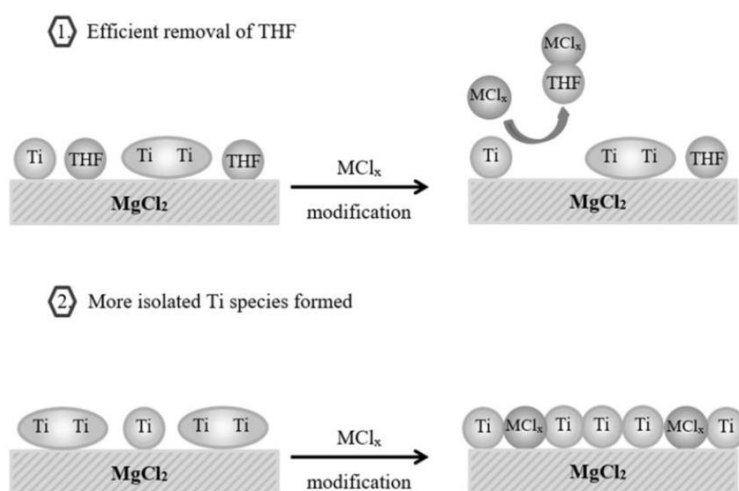 1. Efficient removal of THF
MClₓ
THF
MClₓ
Ti THF Ti Ti THF
MgCl₂
MClₓ
modification
Ti Ti Ti THF
MgCl₂
2. More isolated Ti species formed
Ti Ti Ti Ti Ti
MgCl₂
MClₓ
modification
Ti MClₓ Ti Ti Ti MClₓ Ti
MgCl₂